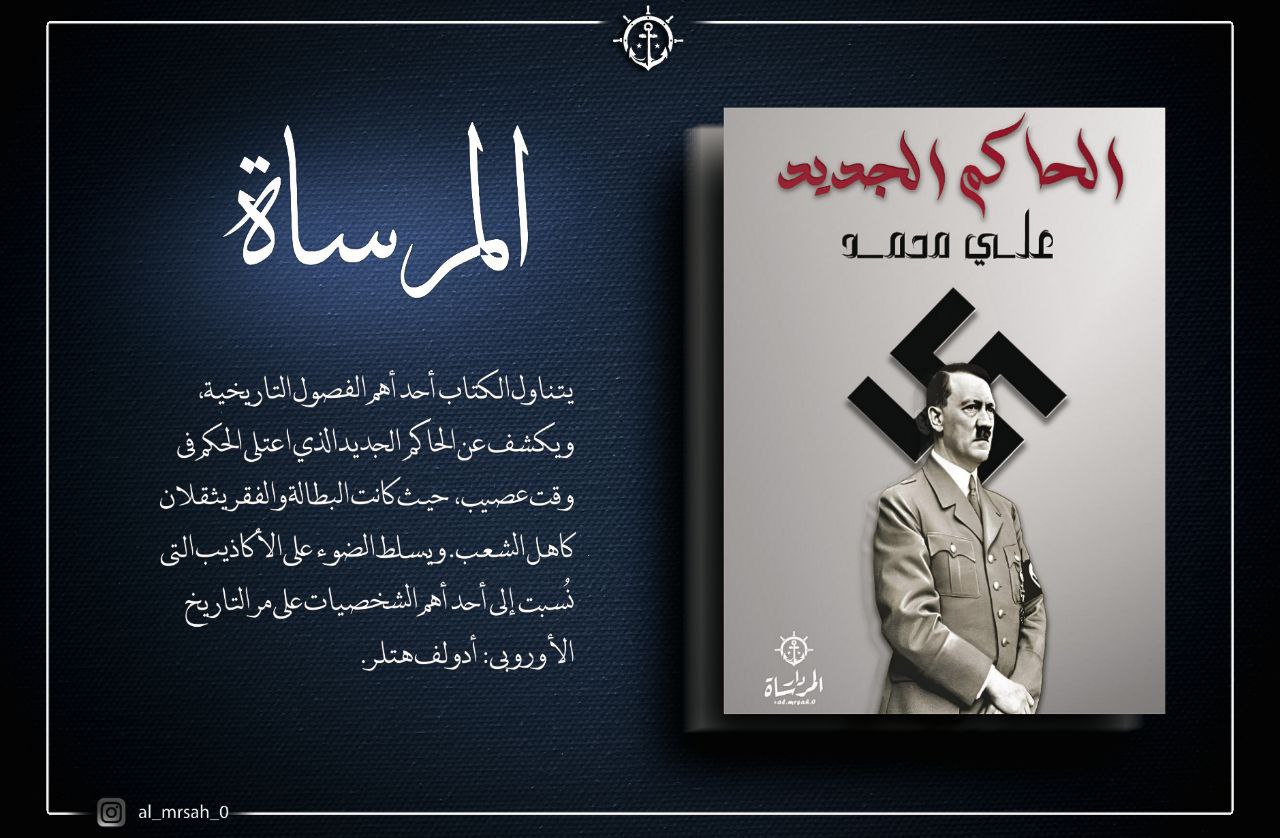 المرساة
يتناول الكتاب أحد أهم الفصول التاريخية،
ويكشف عن الحاكم الجديد الذي اعتلى الحكم في
وقت عصيب، حيث كانت البطالة والفقر يثقلان
كاهل الشعب. ويسلط الضوء على الأكاذيب التي
نُسبت إلى أحد أهم الشخصيات على مر التاريخ
الأوروبي: أدولف هتلر.
الحاكم الجديد
علي محمد
دار
المرساة
al_mrsah_0